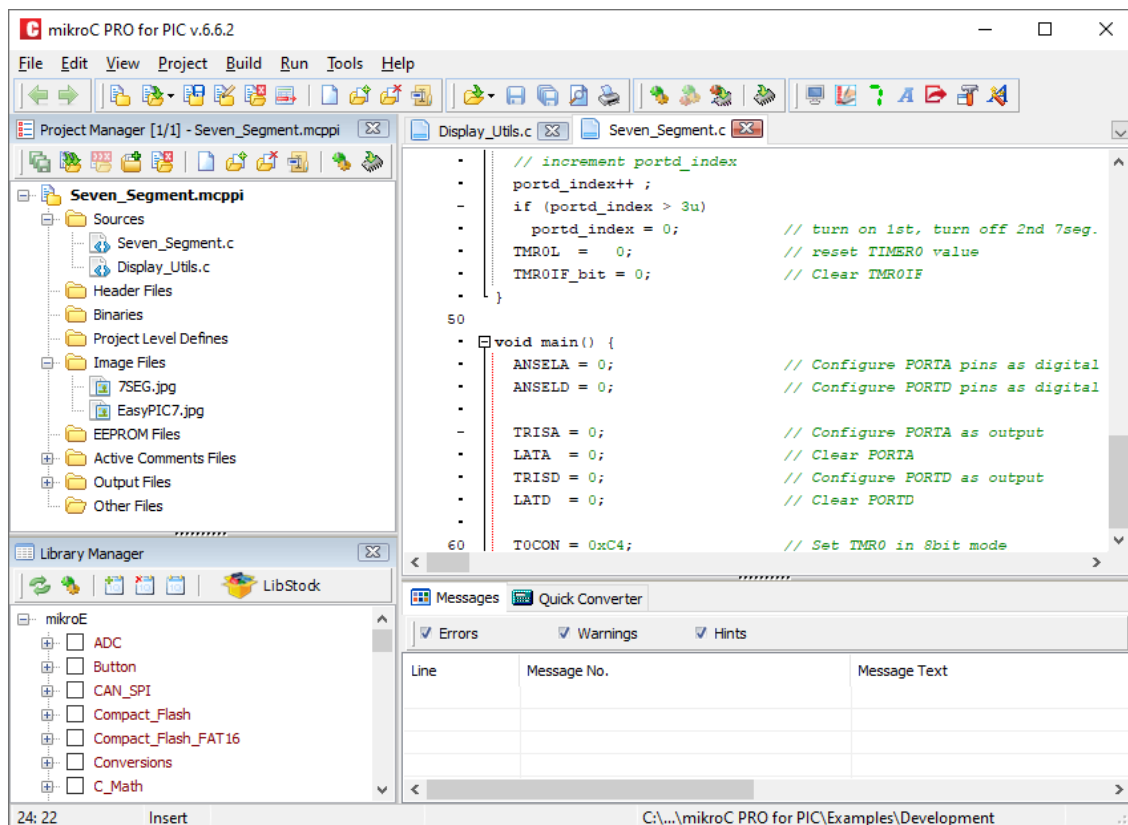 mikroC PRO for PIC v.6.6.2
File Edit View Project Build Run Tools Help
Project Manager [1/1] - Seven_Segment.mcppi
Seven_Segment.mcppi
Sources
Seven_Segment.c
Display_Utils.c
Header Files
Binaries
Project Level Defines
Image Files
7SEG.jpg
EasyPIC7.jpg
EEPROM Files
Active Comments Files
Output Files
Other Files
Library Manager
LibStock
mikroE
ADC
Button
CAN_SPI
Compact_Flash
Compact_Flash_FAT16
Conversions
C_Math
Display_Utils.c Seven_Segment.c
// increment portd_index
portd_index++ ;
if (portd_index > 3u)
portd_index = 0; // turn on 1st, turn off 2nd 7seg.
TMR0L = 0; // reset TIMER0 value
TMR0IF_bit = 0; // Clear TMR0IF
}
50
void main() {
ANSELA = 0; // Configure PORTA pins as digital
ANSELD = 0; // Configure PORTD pins as digital
TRISA = 0; // Configure PORTA as output
LATA = 0; // Clear PORTA
TRISD = 0; // Configure PORTD as output
LATD = 0; // Clear PORTD
60 T0CON = 0xC4; // Set TMR0 in 8bit mode
Messages Quick Converter
Errors Warnings Hints
Line Message No. Message Text
24: 22 Insert C:\...\mikroC PRO for PIC\Examples\Development